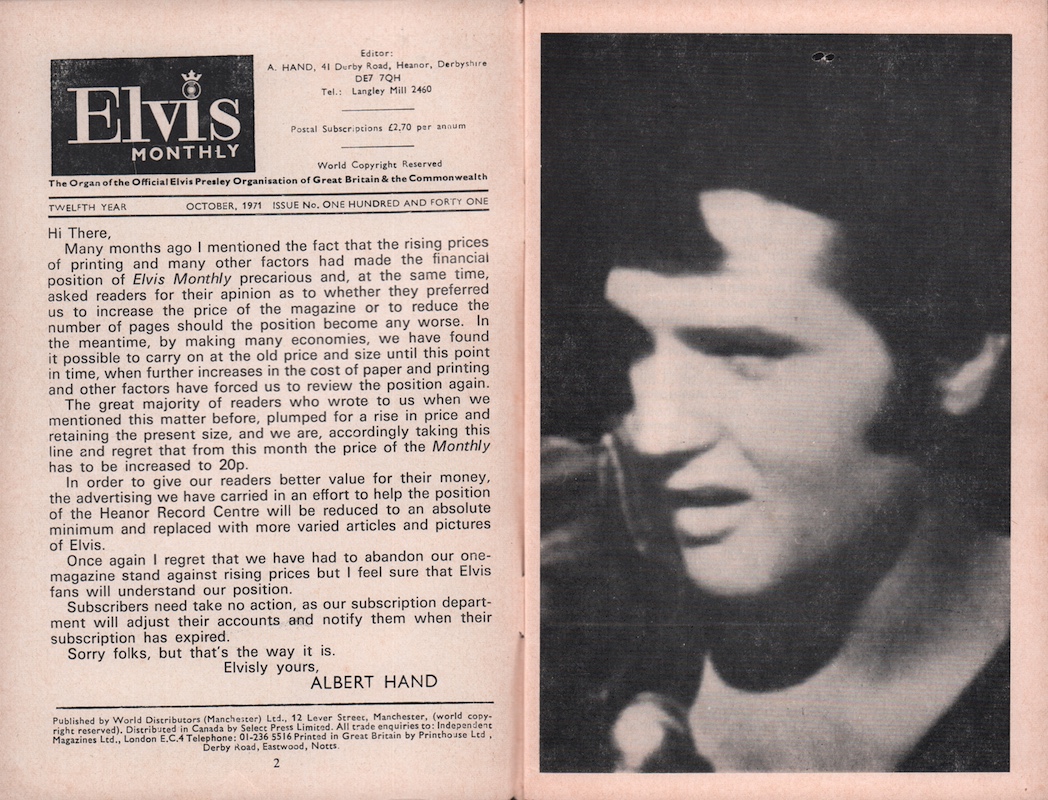 Elvis
MONTHLY
Editor:
A. HAND, 41 Derby Road, Heanor, Derbyshire
DE7 7QH
Tel.: Langley Mill 2460
Postal Subscriptions £2,70 per annum
World Copyright Reserved
The Organ of the Official Elvis Presley Organisation of Great Britain & the Commonwealth
TWELFTH YEAR OCTOBER, 1971 ISSUE No. ONE HUNDRED AND FORTY ONE
Hi There,
Many months ago I mentioned the fact that the rising prices
of printing and many other factors had made the financial
position of Elvis Monthly precarious and, at the same time,
asked readers for their apinion as to whether they preferred
us to increase the price of the magazine or to reduce the
number of pages should the position become any worse. In
the meantime, by making many economies, we have found
it possible to carry on at the old price and size until this point
in time, when further increases in the cost of paper and printing
and other factors have forced us to review the position again.
The great majority of readers who wrote to us when we
mentioned this matter before, plumped for a rise in price and
retaining the present size, and we are, accordingly taking this
line and regret that from this month the price of the Monthly
has to be increased to 20p.
In order to give our readers better value for their money,
the advertising we have carried in an effort to help the position
of the Heanor Record Centre will be reduced to an absolute
minimum and replaced with more varied articles and pictures
of Elvis.
Once again I regret that we have had to abandon our one-
magazine stand against rising prices but I feel sure that Elvis
fans will understand our position.
Subscribers need take no action, as our subscription depart-
ment will adjust their accounts and notify them when their
subscription has expired.
Sorry folks, but that's the way it is.
Elvisly yours,
ALBERT HAND
Published by World Distributors (Manchester) Ltd., 12 Lever Street, Manchester, (world copy-
right reserved). Distributed in Canada by Select Press Limited. All trade enquiries to: Independent
Magazines Ltd., London E.C.4 Telephone: 01-236 5516 Printed in Great Britain by Printhouse Ltd ,
Derby Road, Eastwood, Notts.
2